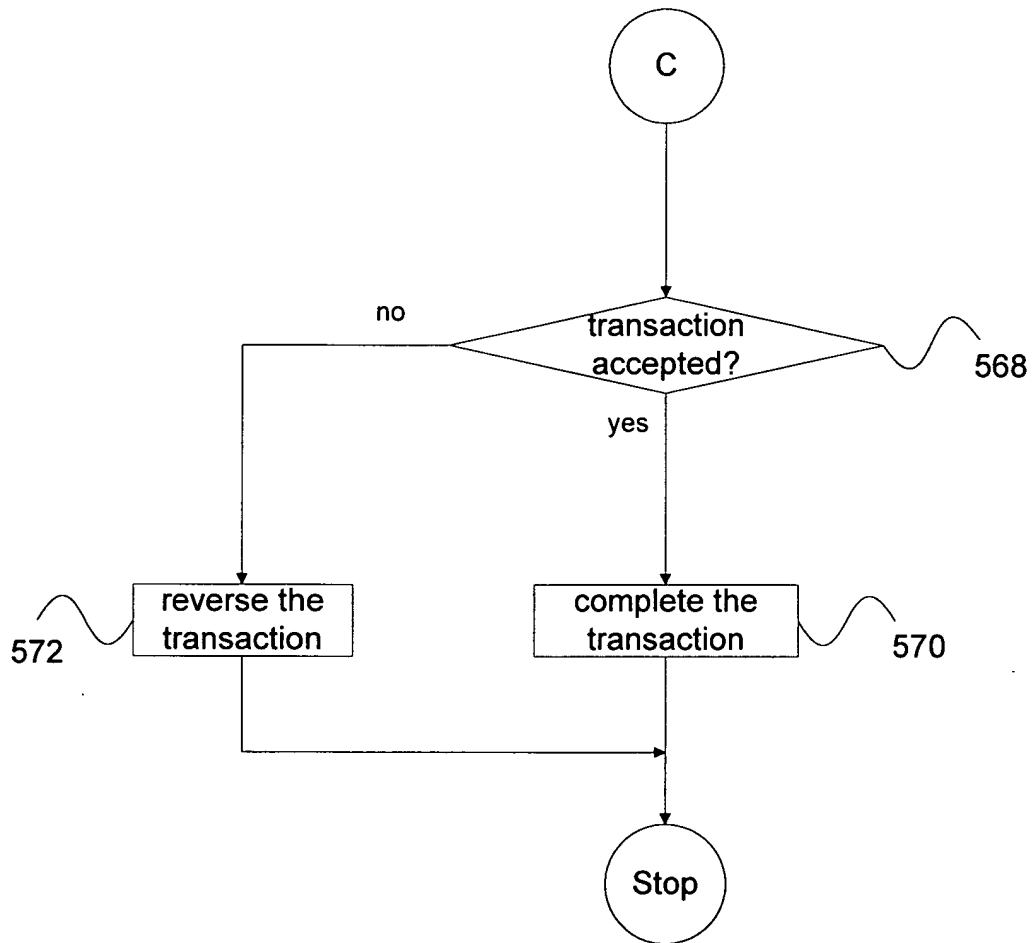 C
no
transaction
accepted?
568
yes
reverse the
transaction
572
complete the
transaction
570
Stop